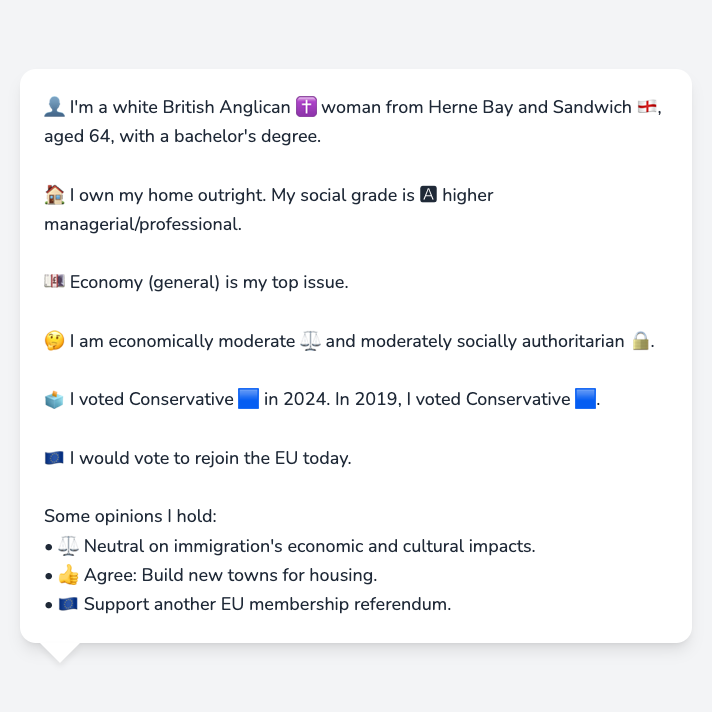 👤 I'm a white British Anglican ✝️ woman from Herne Bay and Sandwich 🏴󠁧󠁢󠁥󠁮󠁧󠁿,
aged 64, with a bachelor's degree.
🏠 I own my home outright. My social grade is 🅰 higher
managerial/professional.
💷 Economy (general) is my top issue.
🤔 I am economically moderate ⚖️ and moderately socially authoritarian 🔒.
🗳️ I voted Conservative 🟦 in 2024. In 2019, I voted Conservative 🟦.
🇪🇺 I would vote to rejoin the EU today.
Some opinions I hold:
• ⚖️ Neutral on immigration's economic and cultural impacts.
• 👍 Agree: Build new towns for housing.
• 🇪🇺 Support another EU membership referendum.